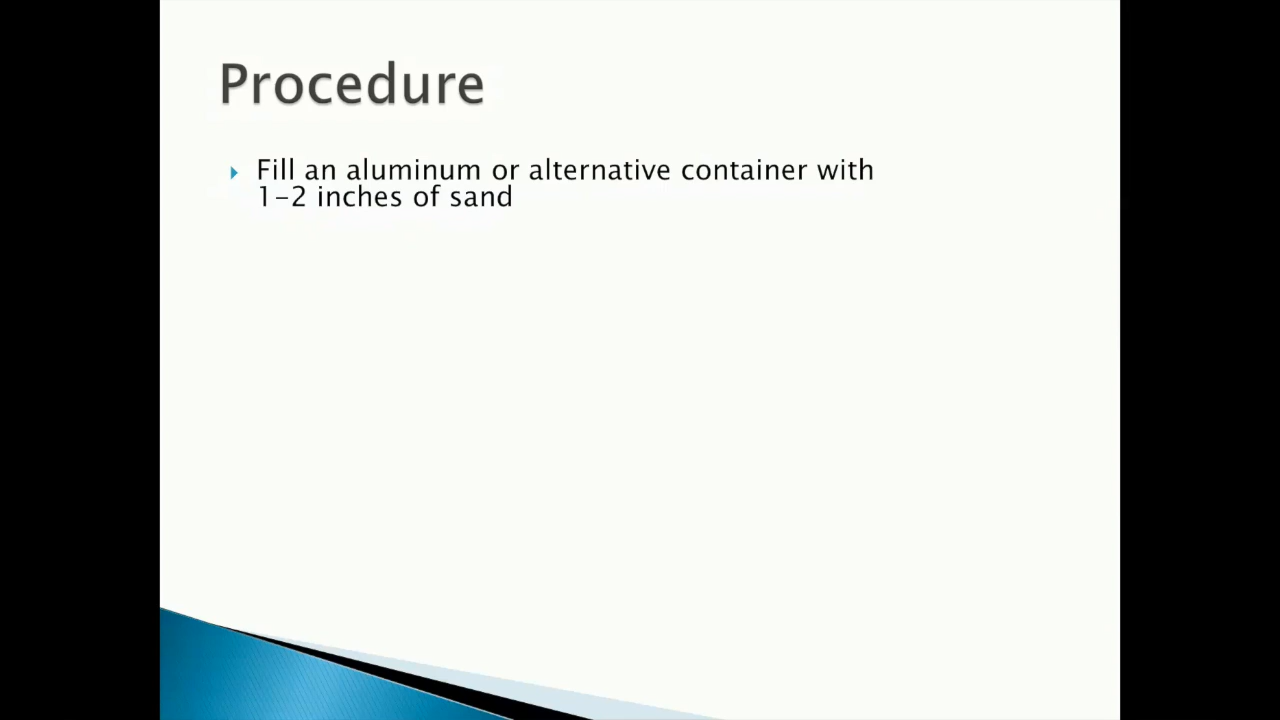 Procedure
Fill an aluminum or alternative container with
1-2 inches of sand